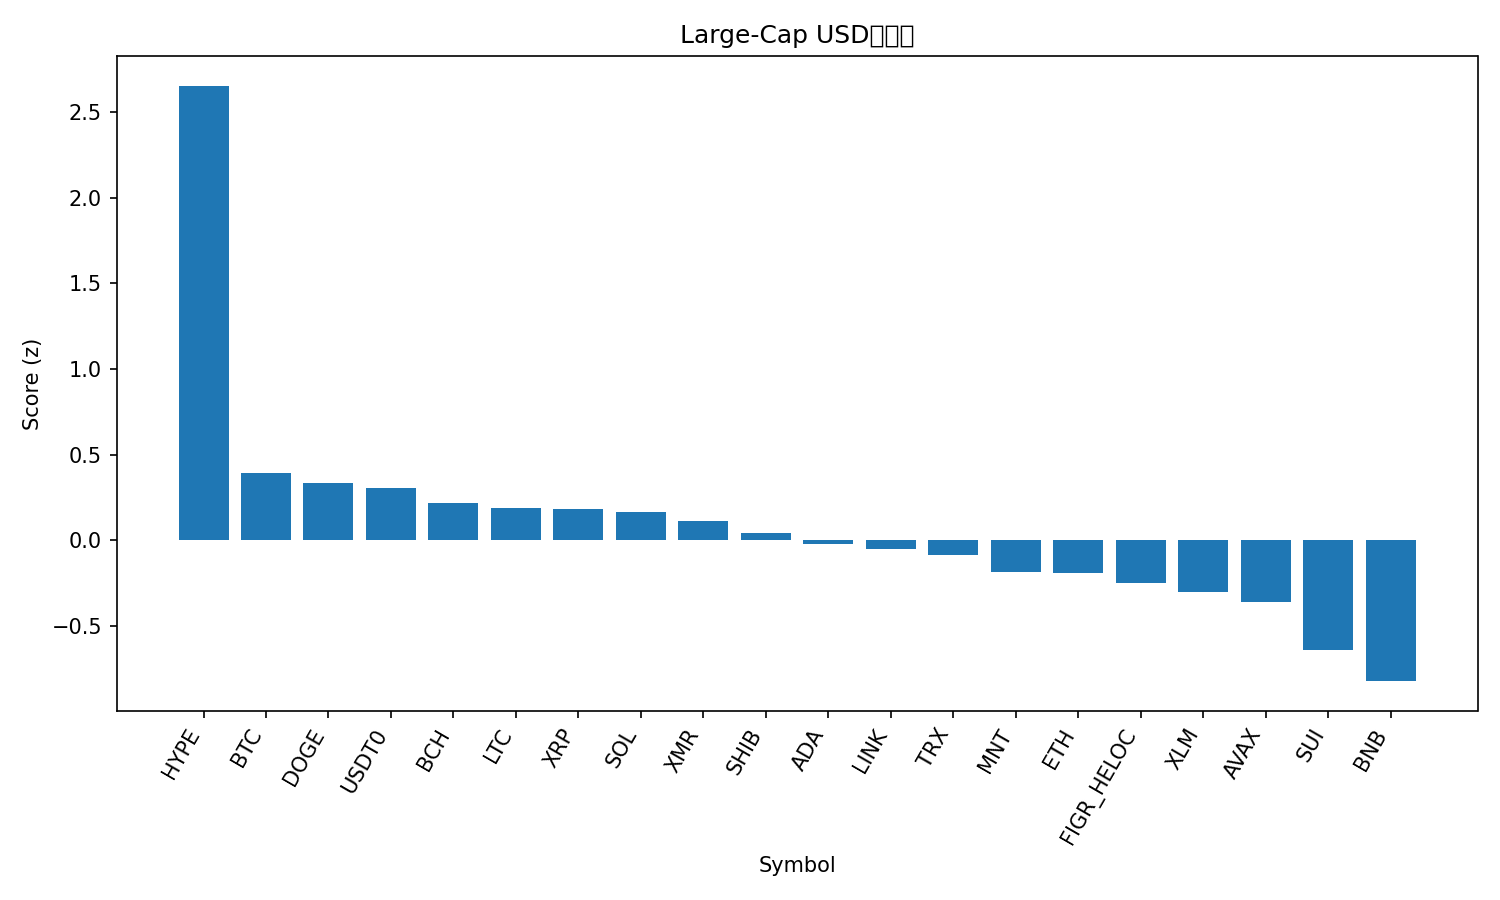 Large-Cap USD
Score (z)
2.5
2.0
1.5
1.0
0.5
0.0
−0.5
HYPE
BTC
DOGE
USDT0
BCH
LTC
XRP
SOL
XMR
SHIB
ADA
LINK
TRX
MNT
ETH
FIGR_HELOC
XLM
AVAX
SUI
BNB
Symbol